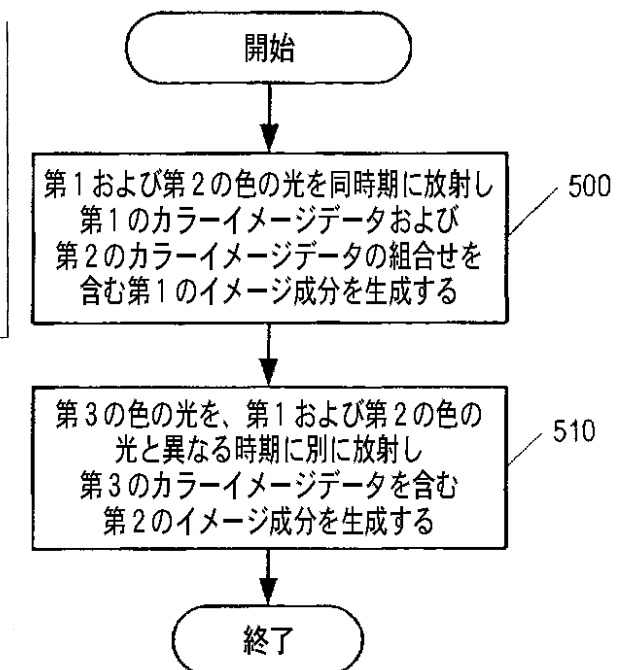 開始
第1および第2の色の光を同時期に放射し
第1のカラーイメージデータおよび
第2のカラーイメージデータの組合せを
含む第1のイメージ成分を生成する
500
第3の色の光を、第1および第2の色の
光と異なる時期に別に放射し
第3のカラーイメージデータを含む
第2のイメージ成分を生成する
510
終了